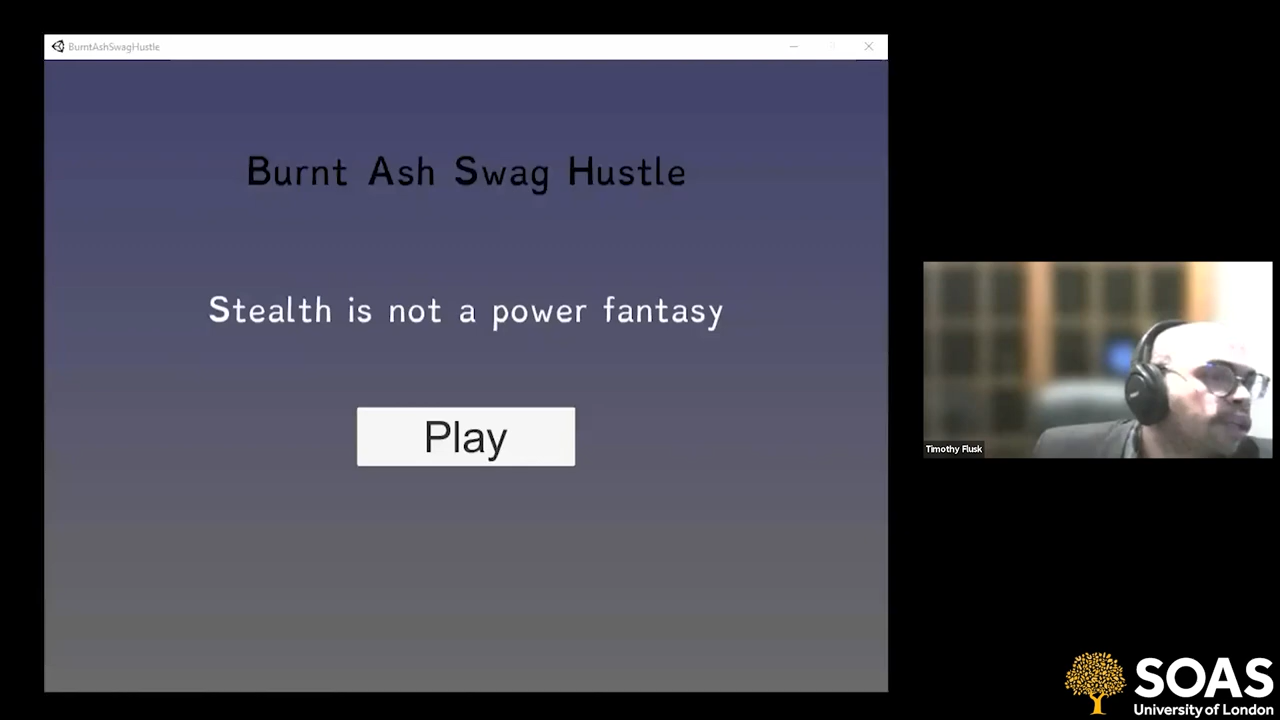 BurntAshSwagHustle
Burnt Ash Swag Hustle
Stealth is not a power fantasy
Play
Timothy Flusk
SOAS
University of London